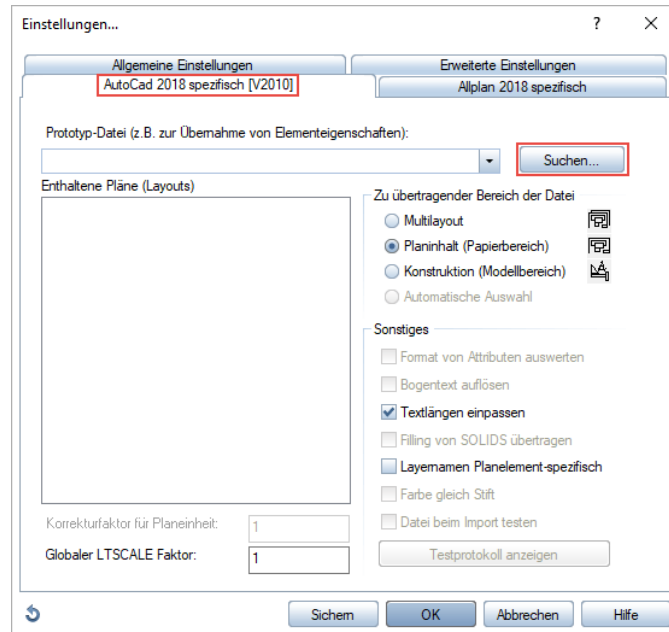 Einstellungen...
?
Allgemeine Einstellungen
Erweiterte Einstellungen
AutoCad 2018 spezifisch [V2010]
Allplan 2018 spezifisch
Prototyp-Datei (z.B. zur Übernahme von Elementeigenschaften):
Suchen...
Enthaltene Pläne (Layouts)
Zu übertragender Bereich der Datei
Multilayout
Planinhalt (Papierbereich)
Konstruktion (Modellbereich)
Automatische Auswahl
Sonstiges
Format von Attributen auswerten
Bogentext auflösen
Textlängen einpassen
Filling von SOLIDS übertragen
Layernamen Planelement-spezifisch
Farbe gleich Stift
Datei beim Import testen
Korrekturfaktor für Planeinheit:
1
Globaler LTSCALE Faktor:
1
Testprotokoll anzeigen
Sichern
OK
Abbrechen
Hilfe